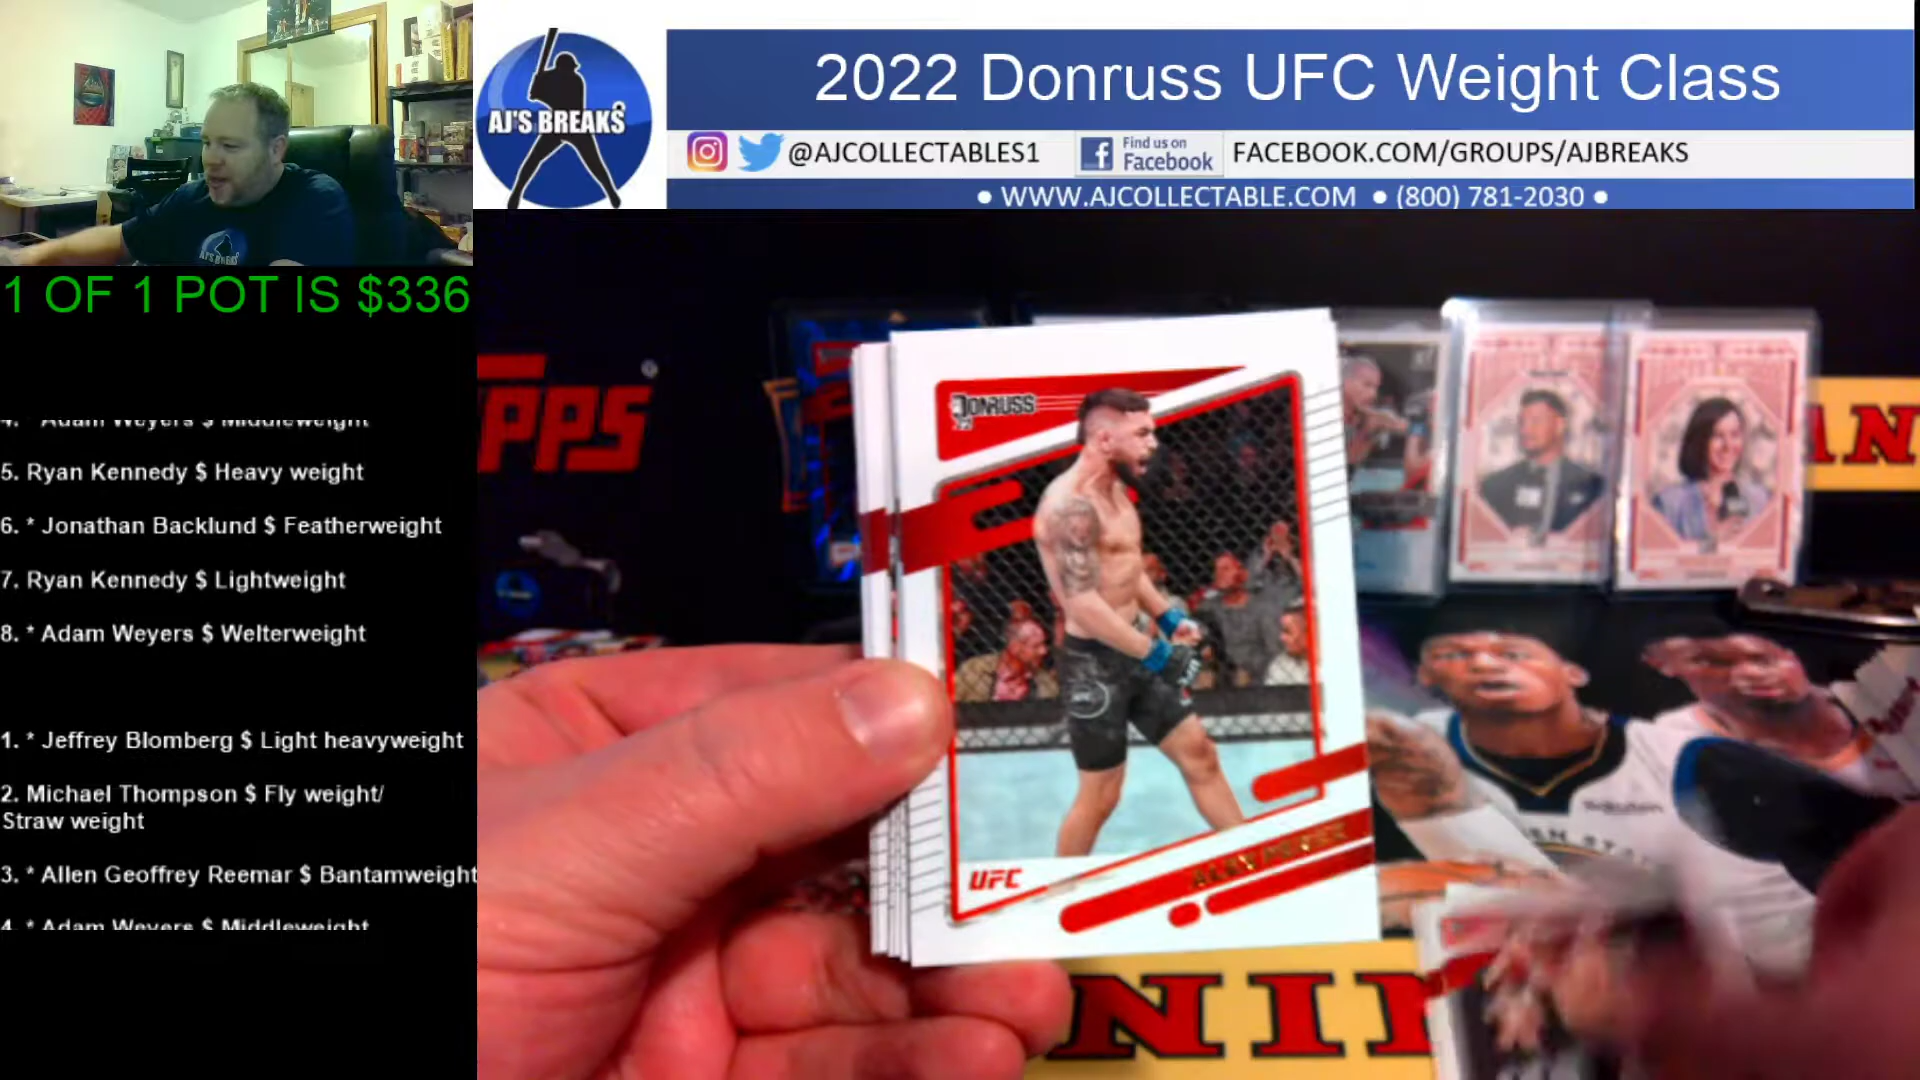 2022 Donruss UFC Weight Class
AJ'S BREAKS
@AJCOLLECTABLES1
Find us on
Facebook
FACEBOOK.COM/GROUPS/AJBREAKS
• WWW.AJCOLLECTABLE.COM • (800) 781-2030 •
1 OF 1 POT IS $336
4. * Adam Weyers $ Middleweight
5. Ryan Kennedy $ Heavy weight
6. * Jonathan Backlund $ Featherweight
7. Ryan Kennedy $ Lightweight
8. * Adam Weyers $ Welterweight
1. * Jeffrey Blomberg $ Light heavyweight
2. Michael Thompson $ Fly weight/
Straw weight
3. * Allen Geoffrey Reemar $ Bantamweight
4. * Adam Weyers $ Middleweight
DONRUSS
UFC